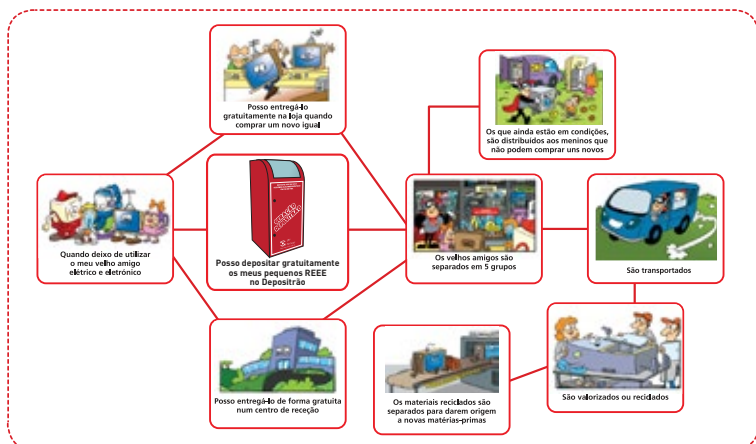 Posso entregá-lo
gratuitamente na loja quando
comprar um novo igual
Os que ainda estão em condições,
são distribuidos aos meninos que
não podem comprar uns novos
Quando deixo de utilizar
o meu velho amigo
elétrico e eletrónico
Posso depositar gratuitamente
os meus pequenos REEE
no Depositrão
Os velhos amigos são
separados em 5 grupos
São transportados
Posso entregá-lo de forma gratuita
num centro de receção
Os materiais reciclados são
separados para darem origem
a novas matérias-primas
São valorizados ou reciclados